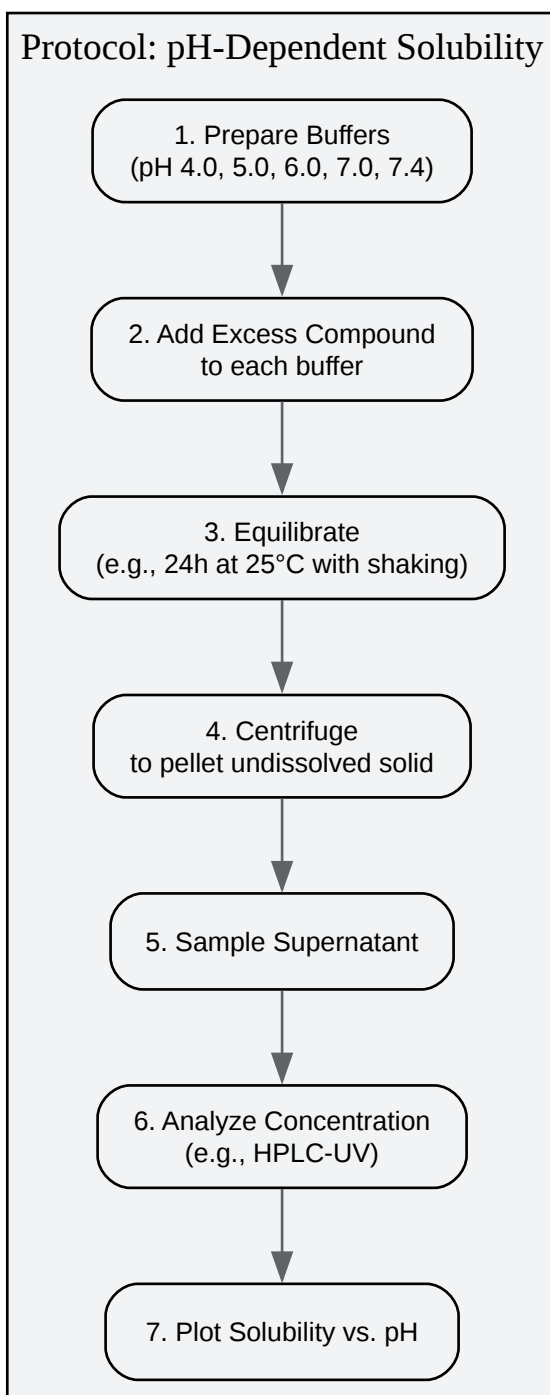 Protocol: pH-Dependent Solubility
1. Prepare Buffers
(pH 4.0, 5.0, 6.0, 7.0, 7.4)
2. Add Excess Compound
to each buffer
3. Equilibrate
(e.g., 24h at 25°C with shaking)
4. Centrifuge
to pellet undissolved solid
5. Sample Supernatant
6. Analyze Concentration
(e.g., HPLC-UV)
7. Plot Solubility vs. pH